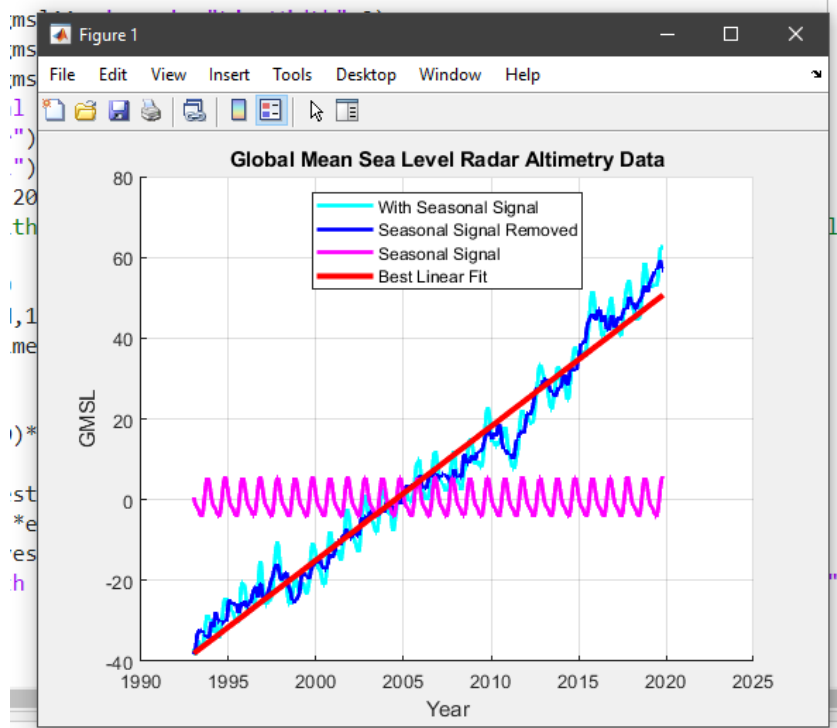 Figure 1
File Edit View Insert Tools Desktop Window Help
Global Mean Sea Level Radar Altimetry Data
With Seasonal Signal
Seasonal Signal Removed
Seasonal Signal
Best Linear Fit
80
60
40
20
0
-20
-40
GMSL
1990 1995 2000 2005 2010 2015 2020 2025
Year